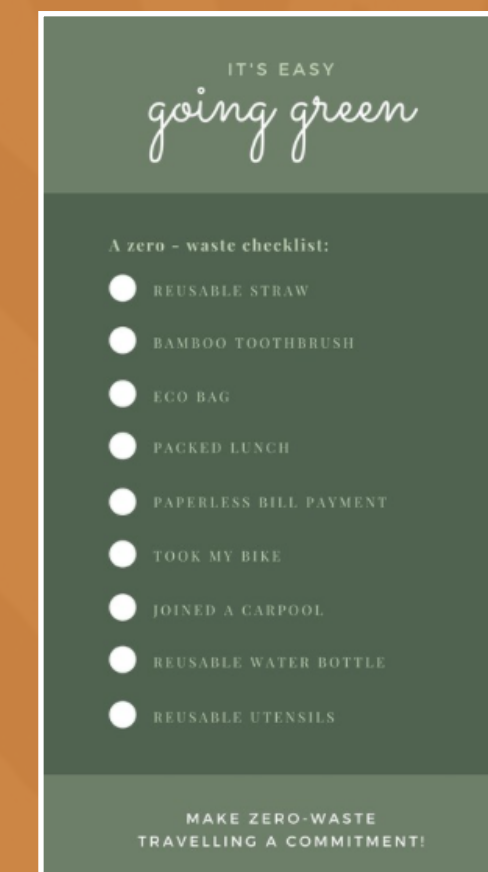 IT'S EASY
going green
A zero - waste checklist:
REUSABLE STRAW
BAMBOO TOOTHBRUSH
ECO BAG
PACKED LUNCH
PAPERLESS BILL PAYMENT
TOOK MY BIKE
JOINED A CARPOOL
REUSABLE WATER BOTTLE
REUSABLE UTENSILS
MAKE ZERO-WASTE
TRAVELLING A COMMITMENT!